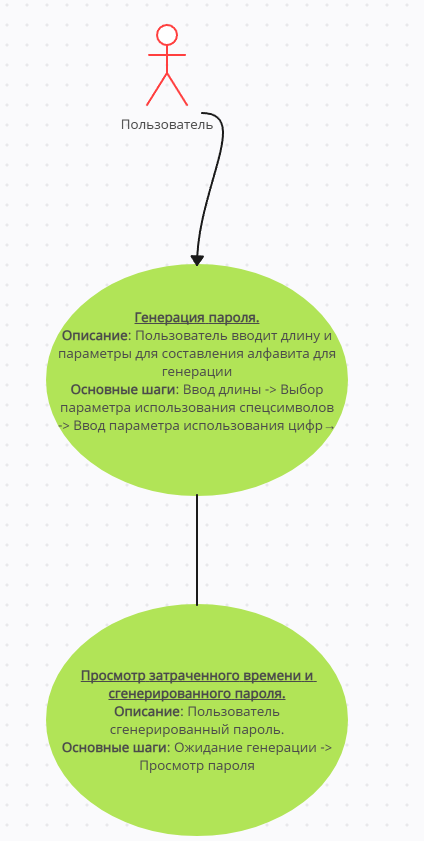 Пользователь
Генерация пароля.
Описание: Пользователь вводит длину и
параметры для составления алфавита для
генерации
Основные шаги: Ввод длины -> Выбор
параметра использования спецсимволов
-> Ввод параметра использования цифр→
Просмотр затраченного времени и
сгенерированного пароля.
Описание: Пользователь
сгенерированный пароль.
Основные шаги: Ожидание генерации ->
Просмотр пароля